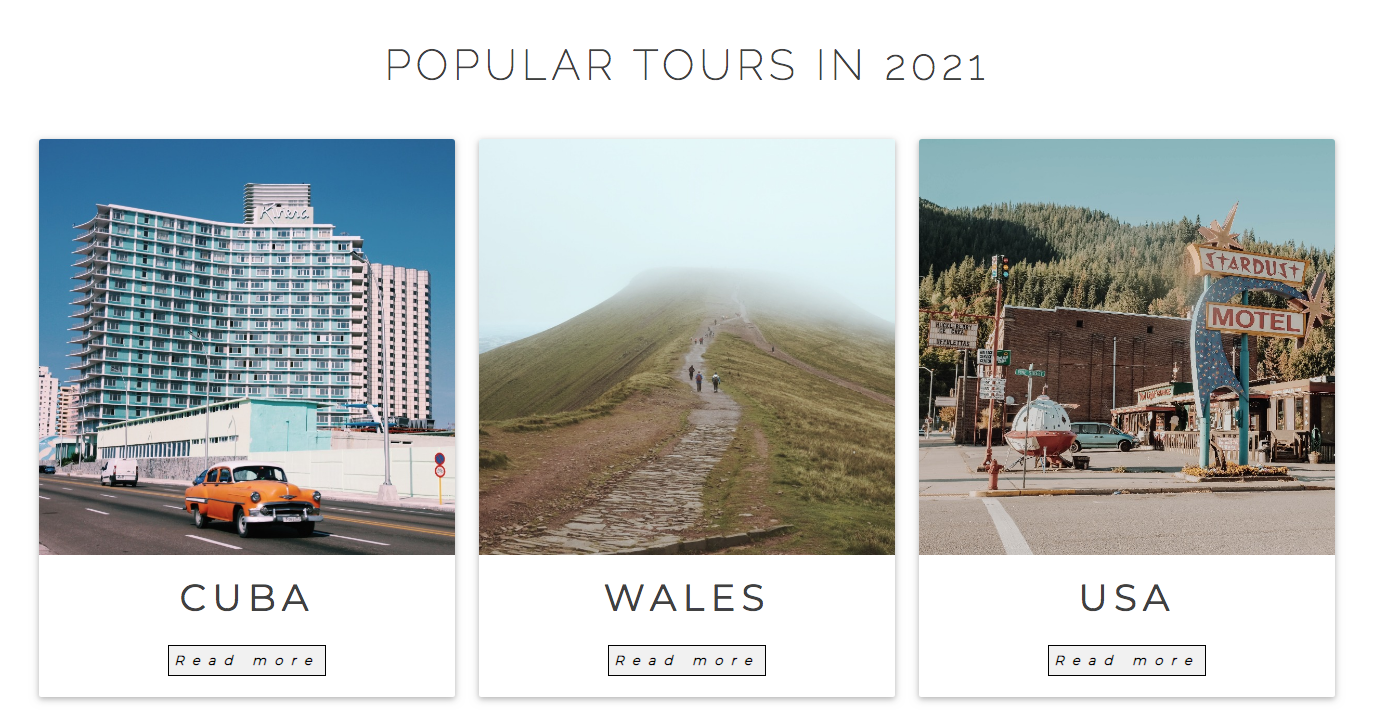 POPULAR TOURS IN 2021
Riviera
STARDUST
MOTEL
CUBA
WALES
USA
Read more
Read more
Read more